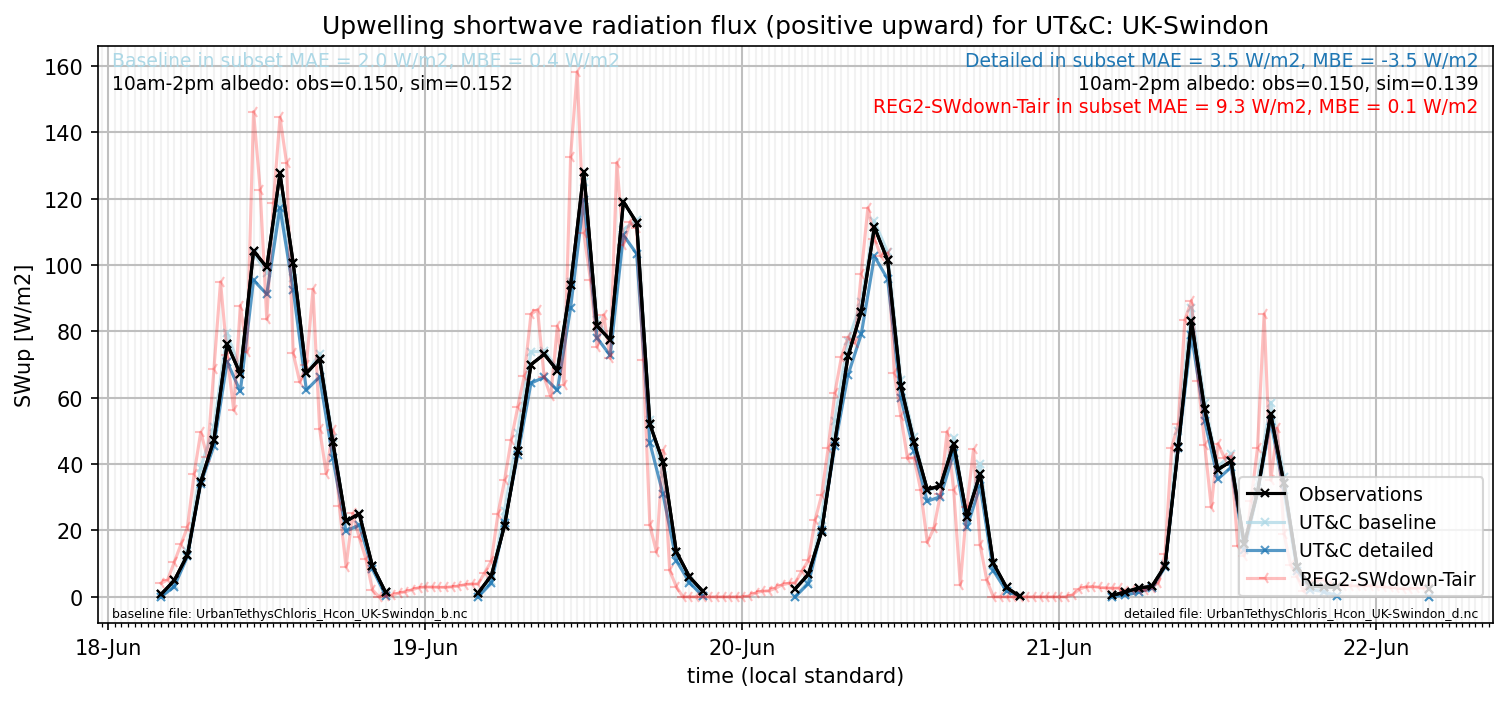 Upwelling shortwave radiation flux (positive upward) for UT&C: UK-Swindon
Baseline in subset MAE = 2.0 W/m2, MBE = 0.4 W/m2
10am-2pm albedo: obs=0.150, sim=0.152
Detailed in subset MAE = 3.5 W/m2, MBE = -3.5 W/m2
10am-2pm albedo: obs=0.150, sim=0.139
REG2-SWdown-Tair in subset MAE = 9.3 W/m2, MBE = 0.1 W/m2
SWup [W/m2]
160
140
120
100
80
60
40
20
0
Observations
UT&C baseline
UT&C detailed
REG2-SWdown-Tair
baseline file: UrbanTethysChloris_Hcon_UK-Swindon_b.nc
detailed file: UrbanTethysChloris_Hcon_UK-Swindon_d.nc
18-Jun
19-Jun
20-Jun
21-Jun
22-Jun
time (local standard)